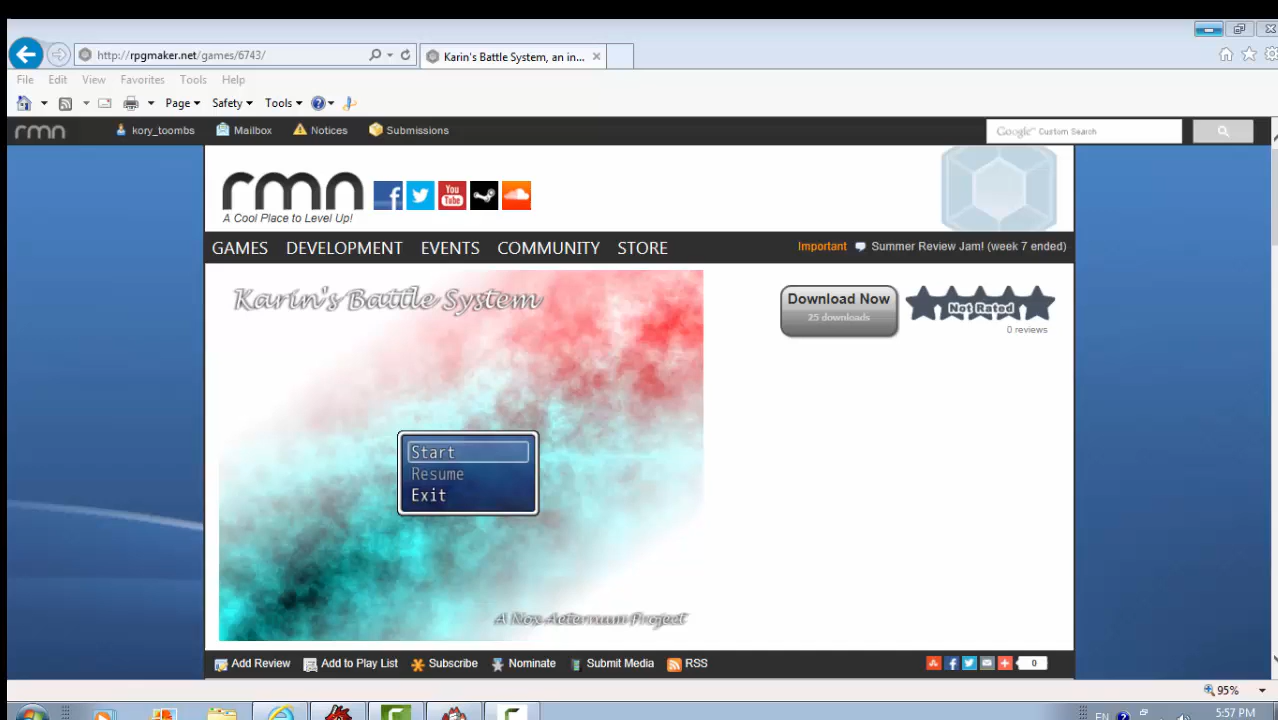 http://rpgmaker.net/games/6743/
Karin's Battle System, an in...
File Edit View Favorites Tools Help
Page Safety Tools
rmn kory_toombs Mailbox Notices Submissions Google™ Custom Search
rmn
You Tube
A Cool Place to Level Up!
GAMES DEVELOPMENT EVENTS COMMUNITY STORE Important Summer Review Jam! (week 7 ended)
Karin's Battle System
Download Now
25 downloads
Not Rated
0 reviews
Start
Resume
Exit
A Nox Aeternum Project
Add Review Add to Play List Subscribe Nominate Submit Media RSS 0
95%
EN 5:57 PM